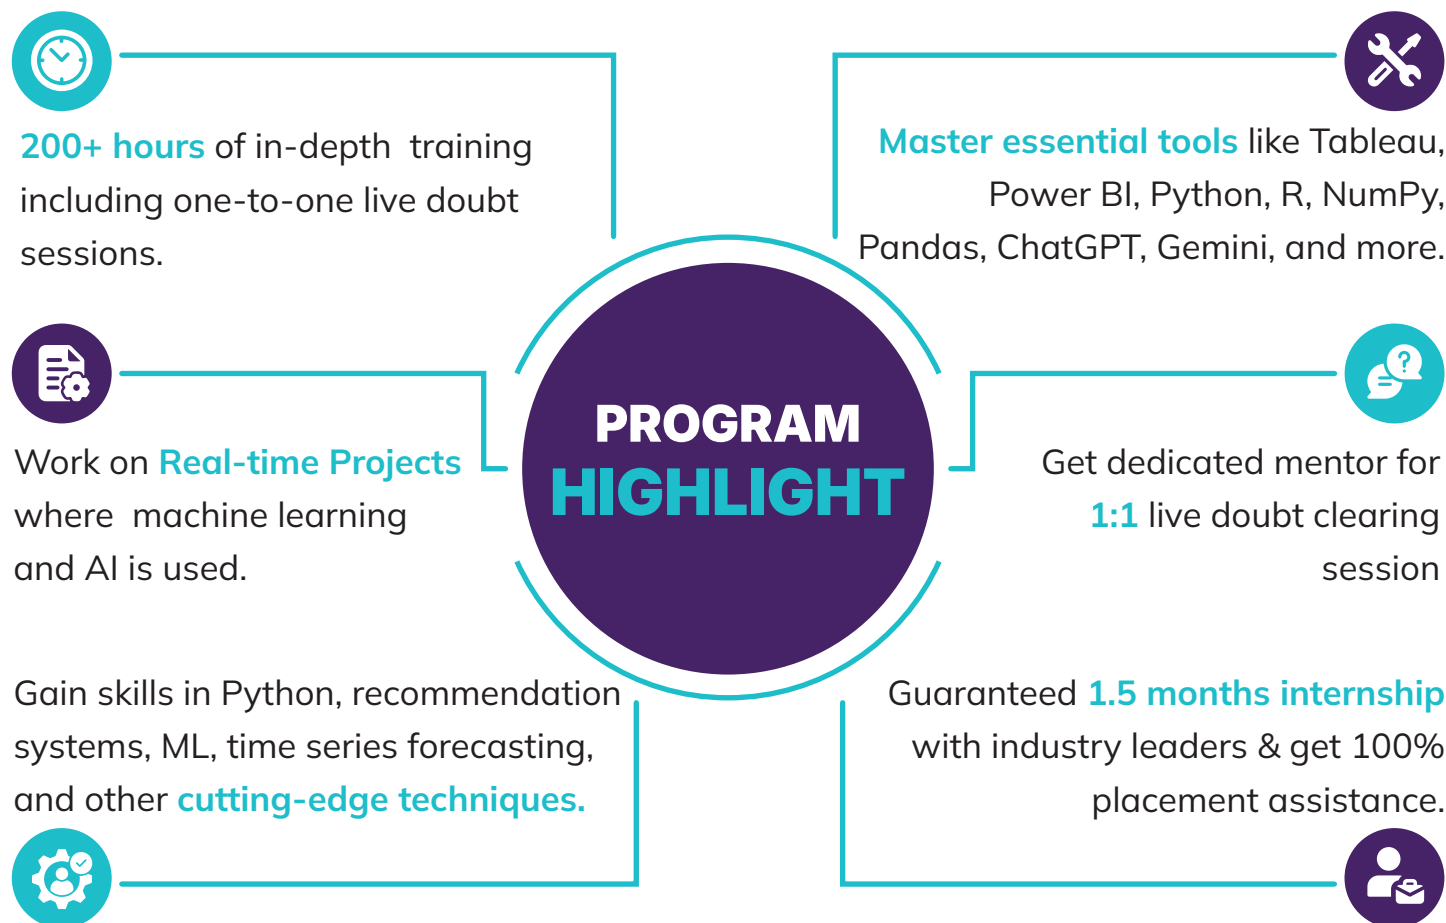 200+ hours of in-depth training
including one-to-one live doubt
sessions.
Master essential tools like Tableau,
Power BI, Python, R, NumPy,
Pandas, ChatGPT, Gemini, and more.
PROGRAM
HIGHLIGHT
Work on Real-time Projects
where machine learning
and AI is used.
Get dedicated mentor for
1:1 live doubt clearing
session
Gain skills in Python, recommendation
systems, ML, time series forecasting,
and other cutting-edge techniques.
Guaranteed 1.5 months internship
with industry leaders & get 100%
placement assistance.